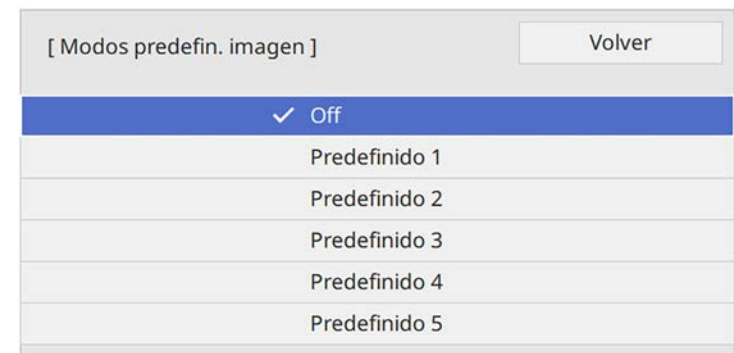 [ Modos predefin. imagen ]
Volver
Off
Predefinido 1
Predefinido 2
Predefinido 3
Predefinido 4
Predefinido 5